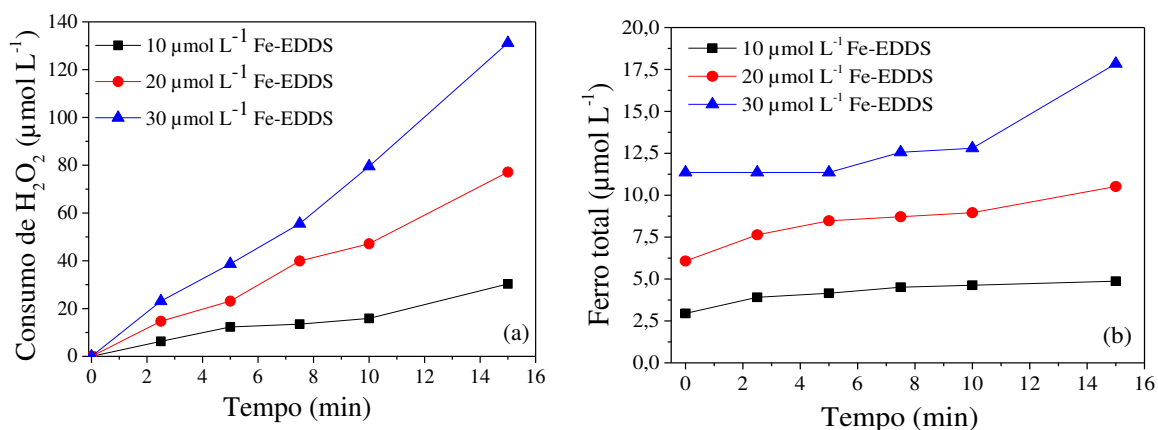 140
120
100
80
60
40
20
0
Consumo de H₂O₂ (µmol L⁻¹)
10 µmol L⁻¹ Fe-EDDS
20 µmol L⁻¹ Fe-EDDS
30 µmol L⁻¹ Fe-EDDS
(a)
0 2 4 6 8 10 12 14 16
Tempo (min)
20,0
17,5
15,0
12,5
10,0
7,5
5,0
2,5
0,0
Ferro total (µmol L⁻¹)
10 µmol L⁻¹ Fe-EDDS
20 µmol L⁻¹ Fe-EDDS
30 µmol L⁻¹ Fe-EDDS
(b)
0 2 4 6 8 10 12 14 16
Tempo (min)